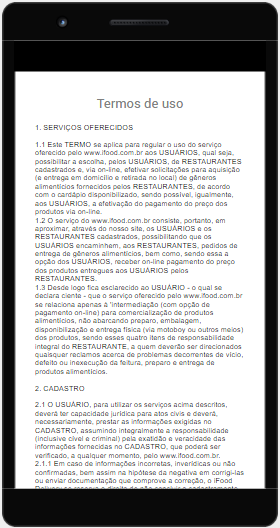 Termos de uso
1. SERVIÇOS OFERECIDOS
1.1 Este TERMO se aplica para regular o uso do serviço
oferecido pelo www.ifood.com.br aos USUÁRIOS, qual seja,
possibilitar a escolha, pelos USUÁRIOS, de RESTAURANTES
cadastrados e, via on-line, efetivar solicitações para aquisição
(e entrega em domicílio e retirada no local) de gêneros
alimentícios fornecidos pelos RESTAURANTES, de acordo
com o cardápio disponibilizado, sendo possível, igualmente,
aos USUÁRIOS, a efetivação do pagamento do preço dos
produtos via on-line.
1.2 O serviço do www.ifood.com.br consiste, portanto, em
aproximar, através do nosso site, os USUÁRIOS e os
RESTAURANTES cadastrados, possibilitando que os
USUÁRIOS encaminhem, aos RESTAURANTES, pedidos de
entrega de gêneros alimentícios, bem como, sendo essa a
opção dos USUÁRIOS, receber on-line pagamento do preço
dos produtos entregues aos USUÁRIOS pelos
RESTAURANTES.
1.3 Desde logo fica esclarecido ao USUÁRIO - o qual se
declara ciente - que o serviço oferecido pelo www.ifood.com.br
se relaciona apenas à intermediação (com opção de
pagamento on-line) para comercialização de produtos
alimentícios, não abarcando preparo, embalagem,
disponibilização e entrega física (via motoboy ou outros meios)
dos produtos, sendo esses quatro itens de responsabilidade
integral do RESTAURANTE, a quem deverão ser direcionados
quaisquer reclamos acerca de problemas decorrentes de vício,
defeito ou inexecução da feitura, preparo e entrega de
produtos alimentícios.
2. CADASTRO
2.1 O USUÁRIO, para utilizar os serviços acima descritos,
deverá ter capacidade jurídica para atos civis e deverá,
necessariamente, prestar as informações exigidas no
CADASTRO, assumindo integralmente a responsabilidade
(inclusive cível e criminal) pela exatidão e veracidade das
informações fornecidas no CADASTRO, que poderá ser
verificado, a qualquer momento, pelo www.ifood.com.br.
2.1.1 Em caso de informações incorretas, inverídicas ou não
confirmadas, bem assim na hipótese da negativa em corrigi-las
ou enviar documentação que comprove a correção, o iFood